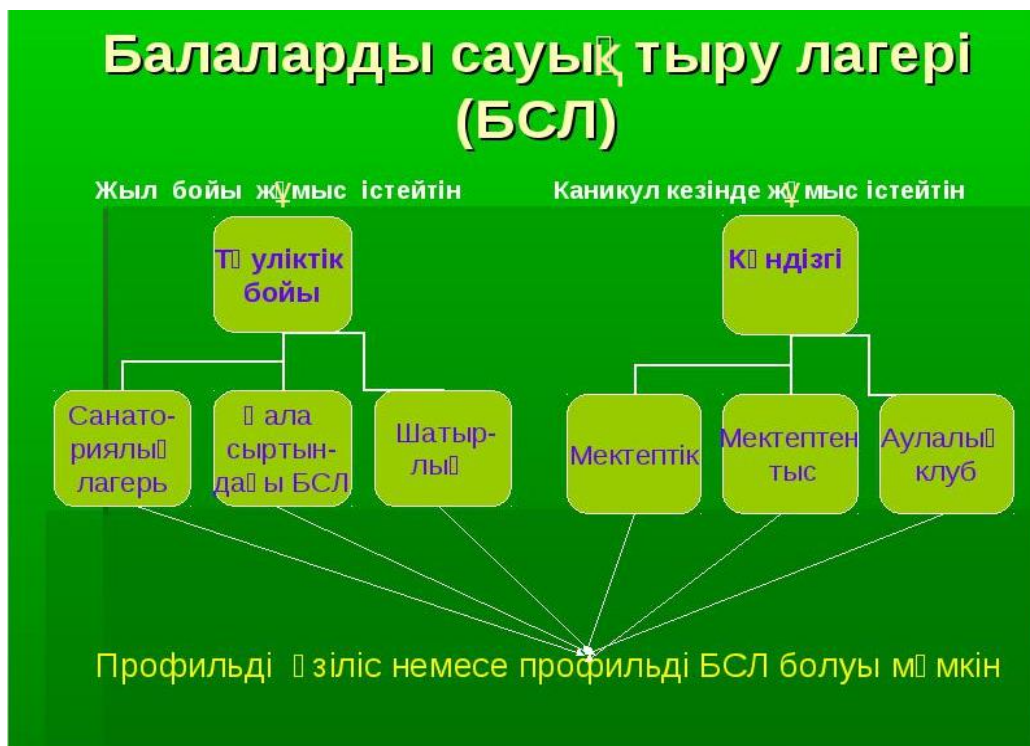 Балаларды сауықтыру лагері
(БСЛ)
Жыл бойы жұмыс істейтін
Каникул кезінде жұмыс істейтін
Тәуліктік
бойы
Күндізгі
Санато-
риялық
лагерь
Қала
сыртын-
дағы БСЛ
Шатыр-
лық
Мектептік
Мектептен
тыс
Аулалық
клуб
Профильді үзіліс немесе профильді БСЛ болуы мүмкін